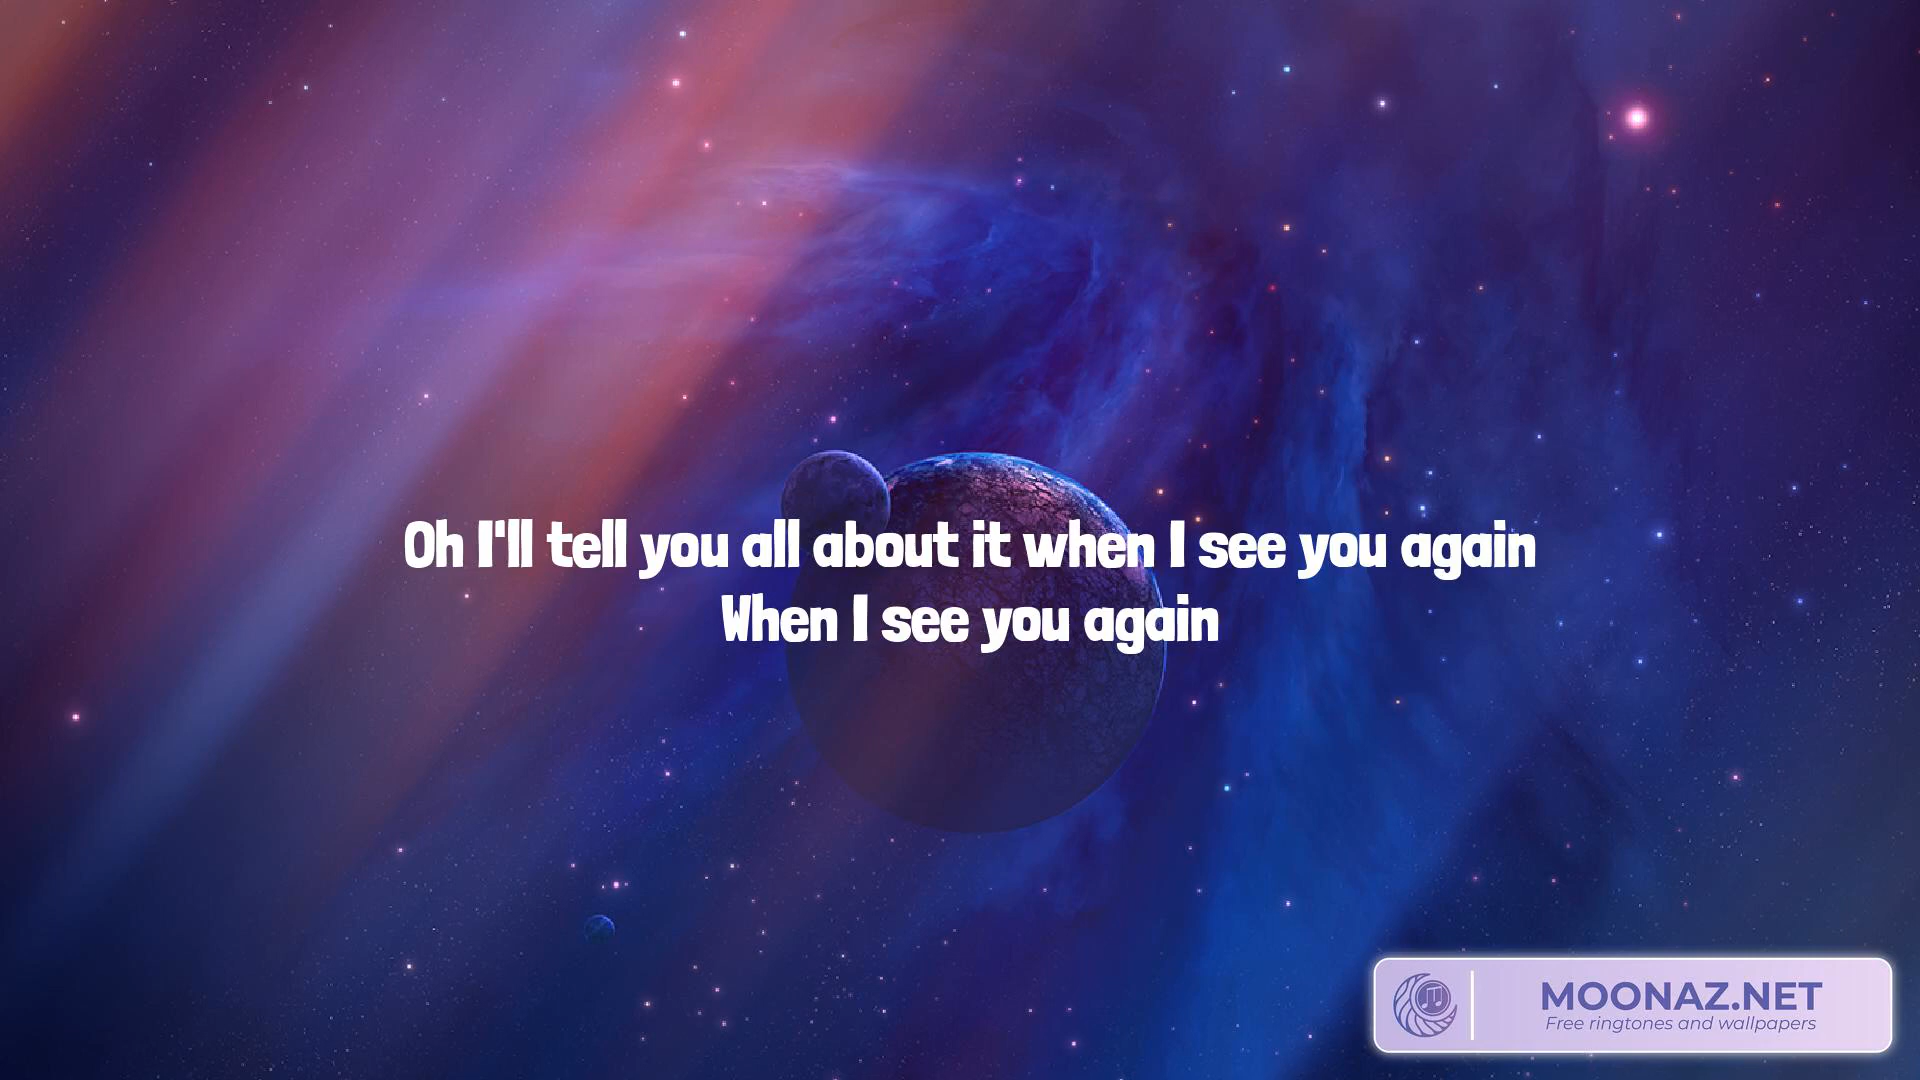 Oh I'll tell you all about it when I see you again
When I see you again
MOONAZ.NET
Free ringtones and wallpapers